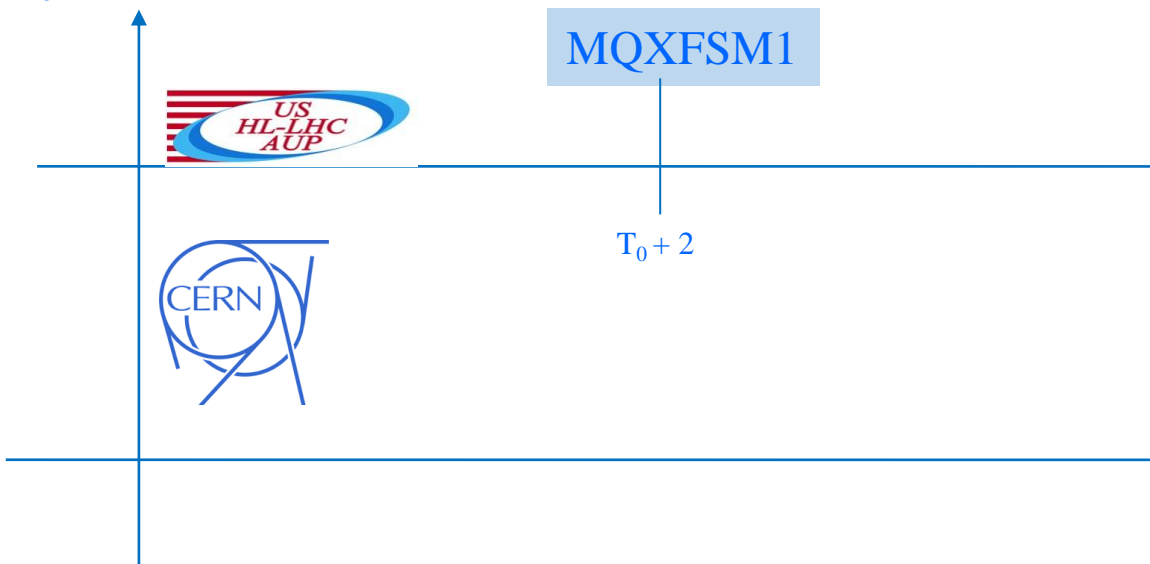 MQXFSM1
US
HL-LHC
AUP
T₀ + 2
CERN